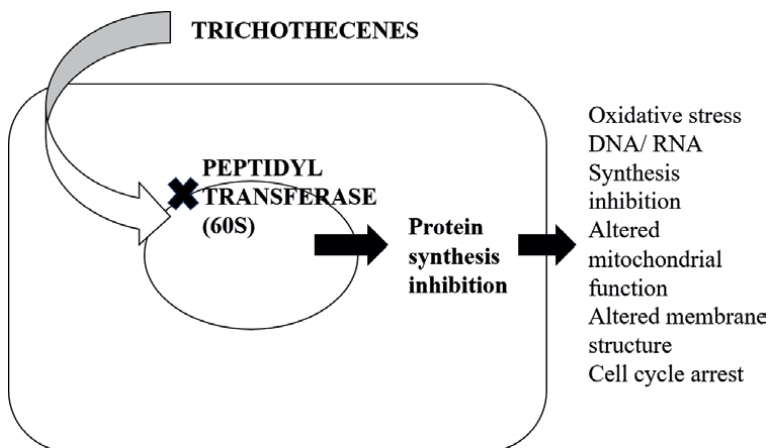 TRICHOTHECENES
PEPTIDYL
TRANSFERASE
(60S)
Protein
synthesis
inhibition
Oxidative stress
DNA/ RNA
Synthesis
inhibition
Altered
mitochondrial
function
Altered membrane
structure
Cell cycle arrest